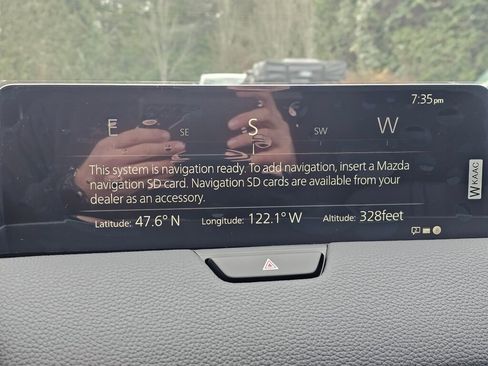 7:35pm
E SE S SW W
This system is navigation ready. To add navigation, insert a Mazda
navigation SD card. Navigation SD cards are available from your
dealer as an accessory.
Latitude: 47.6° N Longitude: 122.1° W Altitude: 328feet
W KAAC